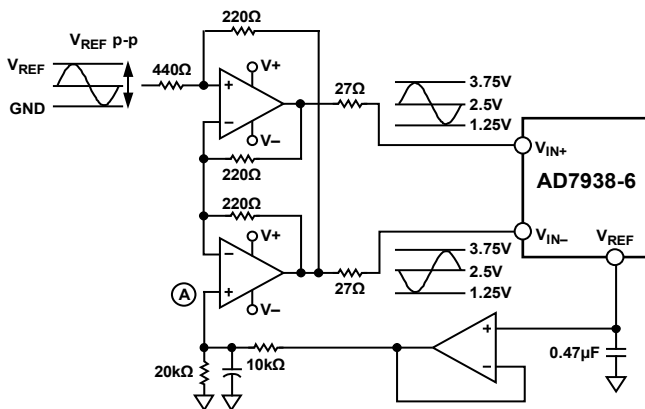 220Ω
VREF p-p
VREF
440Ω
GND
V+
+
–
V–
27Ω
3.75V
2.5V
1.25V
220Ω
220Ω
VIN+
AD7938-6
V+
–
+
V–
27Ω
3.75V
2.5V
1.25V
VIN–
VREF
A
20kΩ
10kΩ
+
–
0.47µF